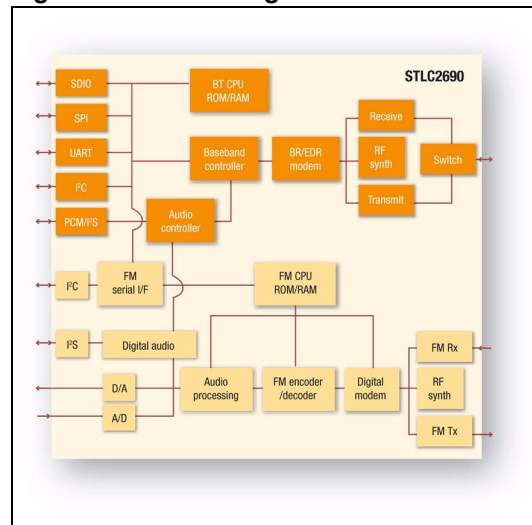 STLC2690
SDIO
BT CPU
ROM/RAM
SPI
Receive
UART
Baseband
controller
BR/EDR
modem
RF
synth
Switch
I²C
Transmit
PCM/I²S
Audio
controller
I²C
FM
serial I/F
FM CPU
ROM/RAM
I²S
Digital audio
FM Rx
D/A
Audio
processing
FM encoder
/decoder
Digital
modem
RF
synth
A/D
FM Tx